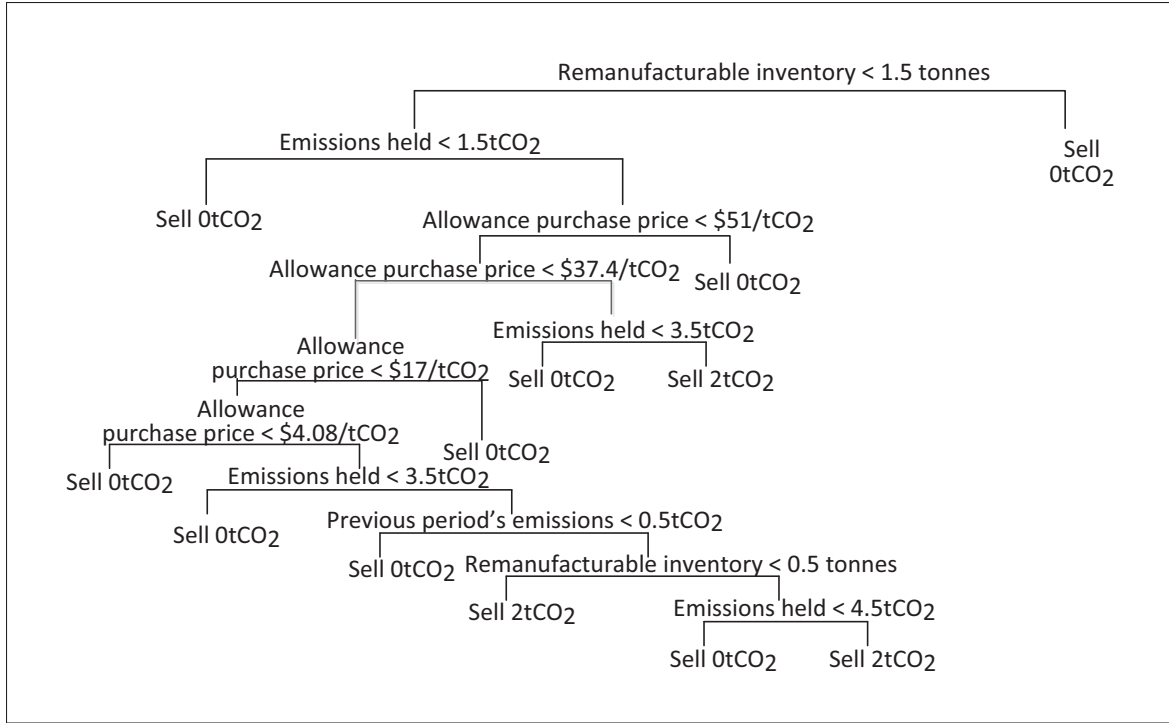 Remanufacturable inventory < 1.5 tonnes
Emissions held < 1.5tCO2
Sell
0tCO2
Sell 0tCO2
Allowance purchase price < $51/tCO2
Allowance purchase price < $37.4/tCO2
Sell 0tCO2
Emissions held < 3.5tCO2
Allowance
purchase price < $17/tCO2
Sell 0tCO2
Sell 2tCO2
Allowance
purchase price < $4.08/tCO2
Sell 0tCO2
Sell 0tCO2
Emissions held < 3.5tCO2
Sell 0tCO2
Previous period’s emissions < 0.5tCO2
Sell 0tCO2
Remanufacturable inventory < 0.5 tonnes
Sell 2tCO2
Emissions held < 4.5tCO2
Sell 0tCO2
Sell 2tCO2